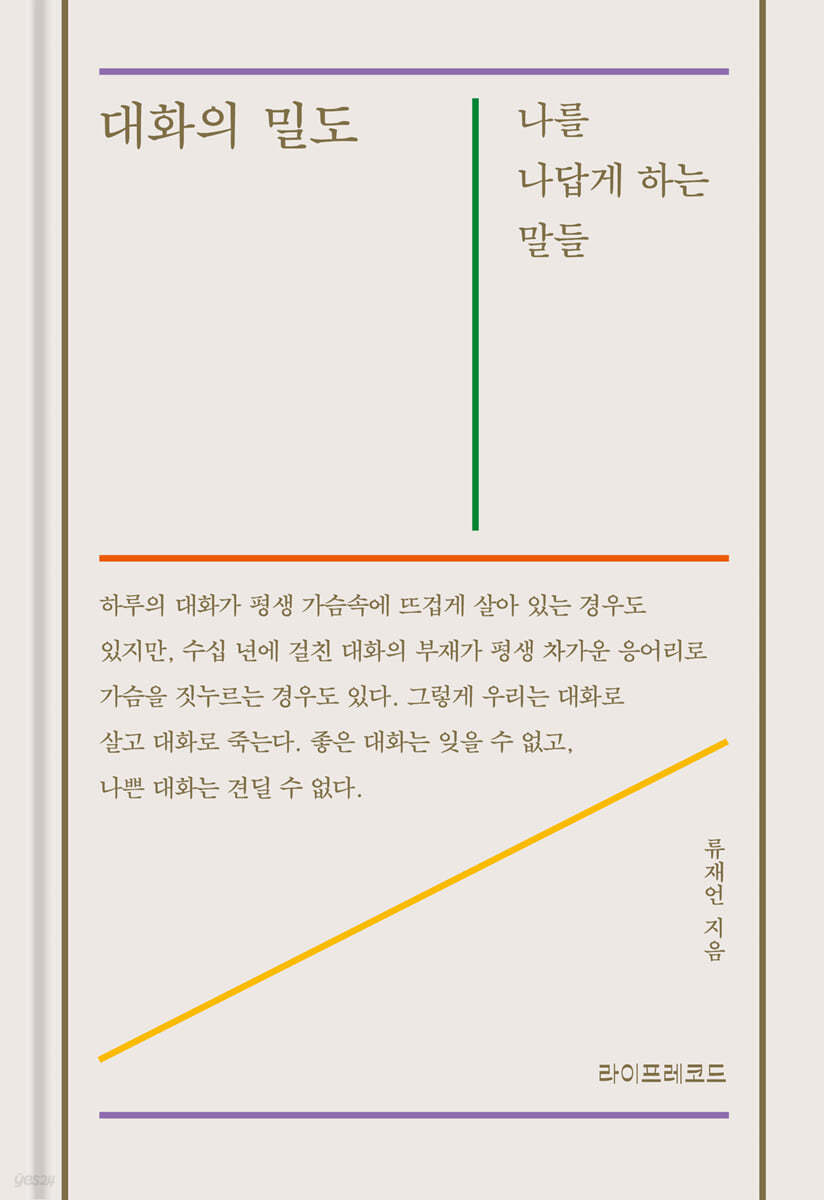 대화의 밀도
나를
나답게 하는
말들
하루의 대화가 평생 가슴속에 뜨겁게 살아 있는 경우도
있지만, 수십 년에 걸친 대화의 부재가 평생 차가운 응어리로
가슴을 짓누르는 경우도 있다. 그렇게 우리는 대화로
살고 대화로 죽는다. 좋은 대화는 잊을 수 없고,
나쁜 대화는 견딜 수 없다.
류재언 지음
라이프레코드
yes24